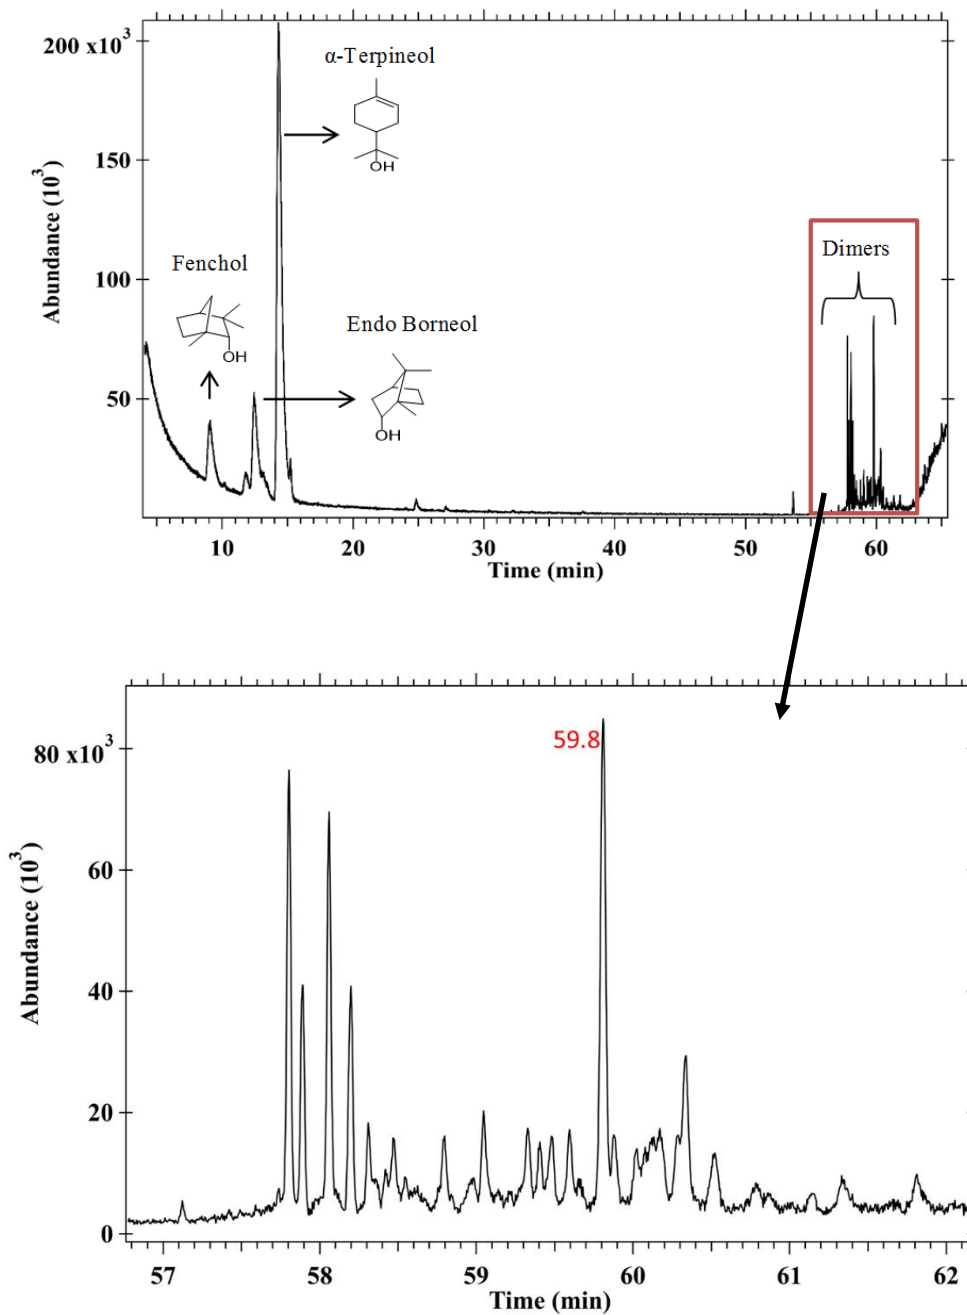 200 x10³
α-Terpineol
OH
150
100
50
Abundance (10³)
Fenchol
OH
Endo Borneol
OH
Dimers
10
20
30
40
50
60
Time (min)
80 x10³
59.8
60
40
20
0
Abundance (10³)
57
58
59
60
61
62
Time (min)